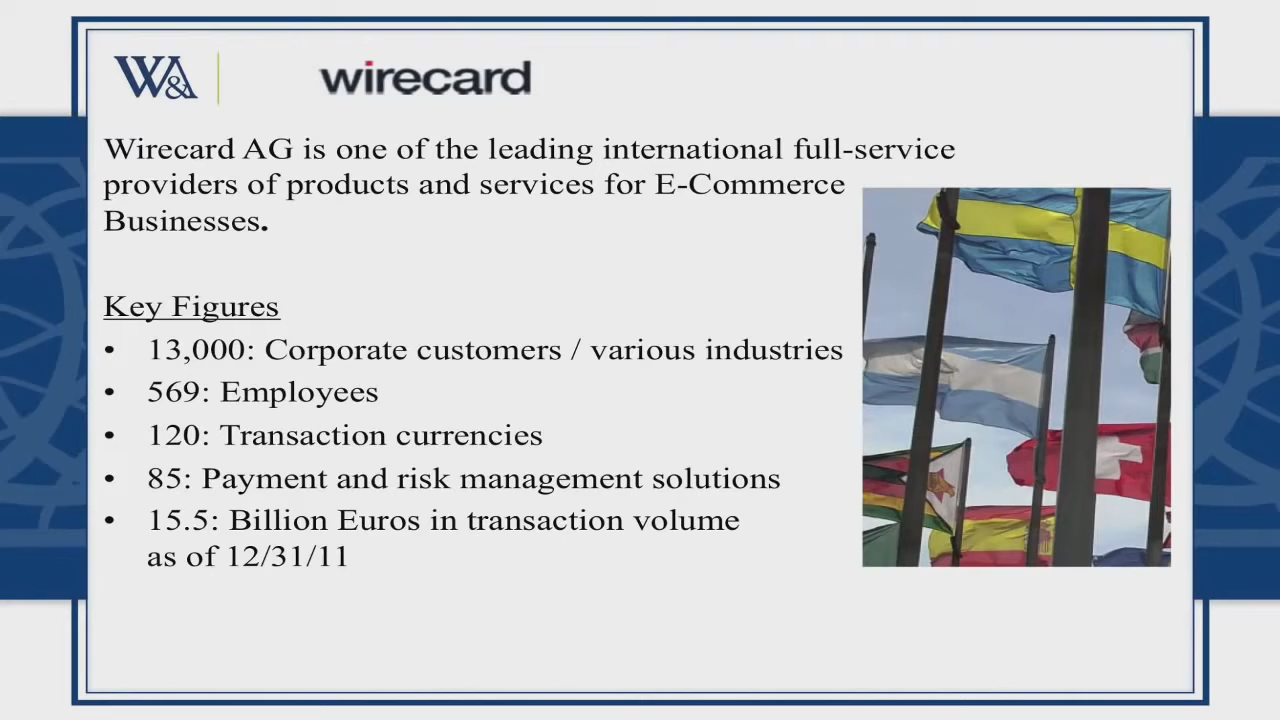 W&
wirecard
Wirecard AG is one of the leading international full-service
providers of products and services for E-Commerce
Businesses.
Key Figures
• 13,000: Corporate customers / various industries
• 569: Employees
• 120: Transaction currencies
• 85: Payment and risk management solutions
• 15.5: Billion Euros in transaction volume
as of 12/31/11